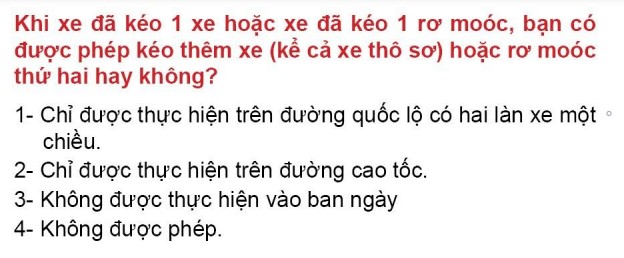 Khi xe đã kéo 1 xe hoặc xe đã kéo 1 rơ moóc, bạn có
được phép kéo thêm xe (kể cả xe thô sơ) hoặc rơ moóc
thứ hai hay không?
1- Chỉ được thực hiện trên đường quốc lộ có hai làn xe một
chiều.
2- Chỉ được thực hiện trên đường cao tốc.
3- Không được thực hiện vào ban ngày
4- Không được phép.